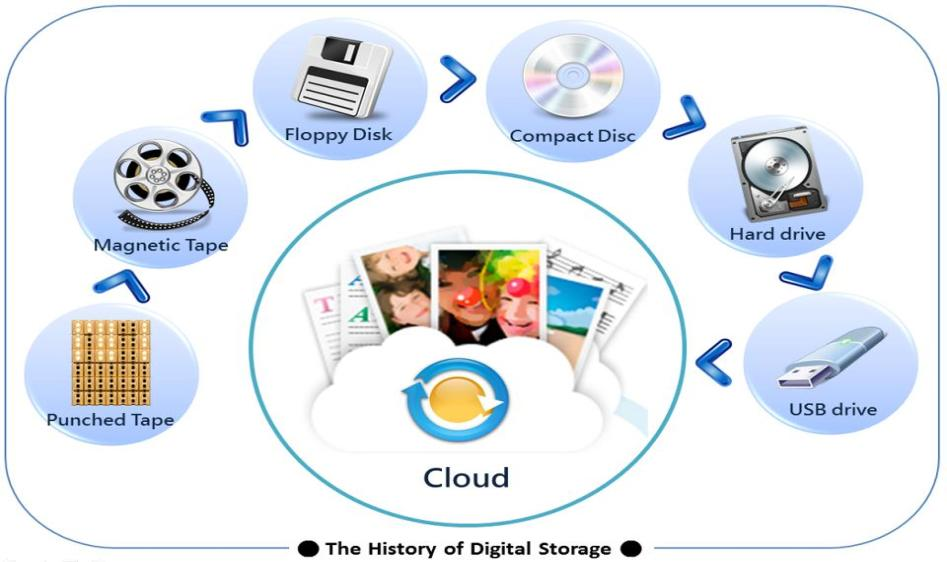 Punched Tape
Magnetic Tape
Floppy Disk
Compact Disc
Hard drive
USB drive
T
A
A
E
Cloud
● The History of Digital Storage ●